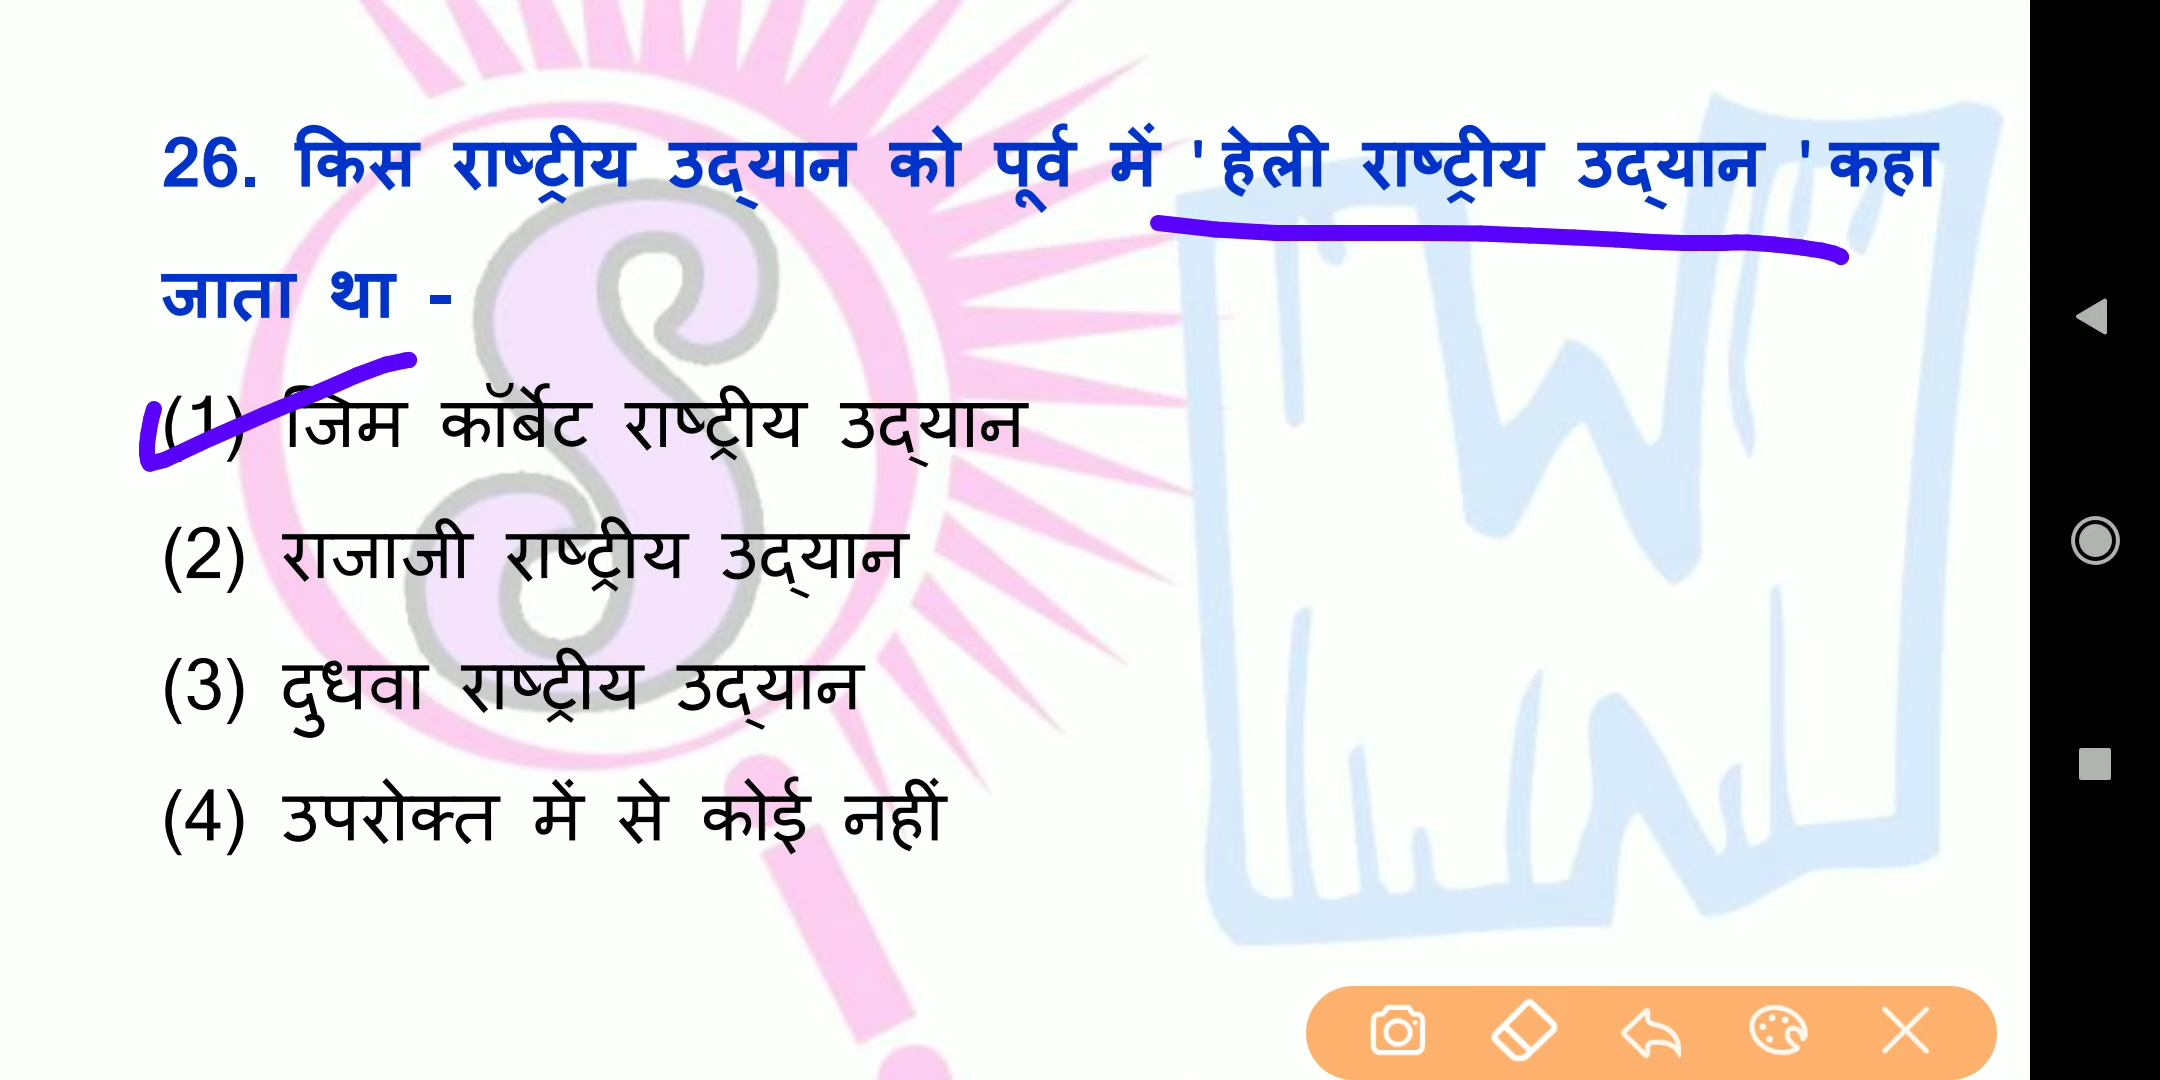 26. किस राष्ट्रीय उद्‌यान को पूर्व में 'हेली राष्ट्रीय उद्‌यान 'कहा
जाता था -
(1) जिम कॉर्बेट राष्ट्रीय उद्‌यान
(2) राजाजी राष्ट्रीय उद्‌यान
(3) दुधवा राष्ट्रीय उद्‌यान
(4) उपरोक्त में से कोई नहीं